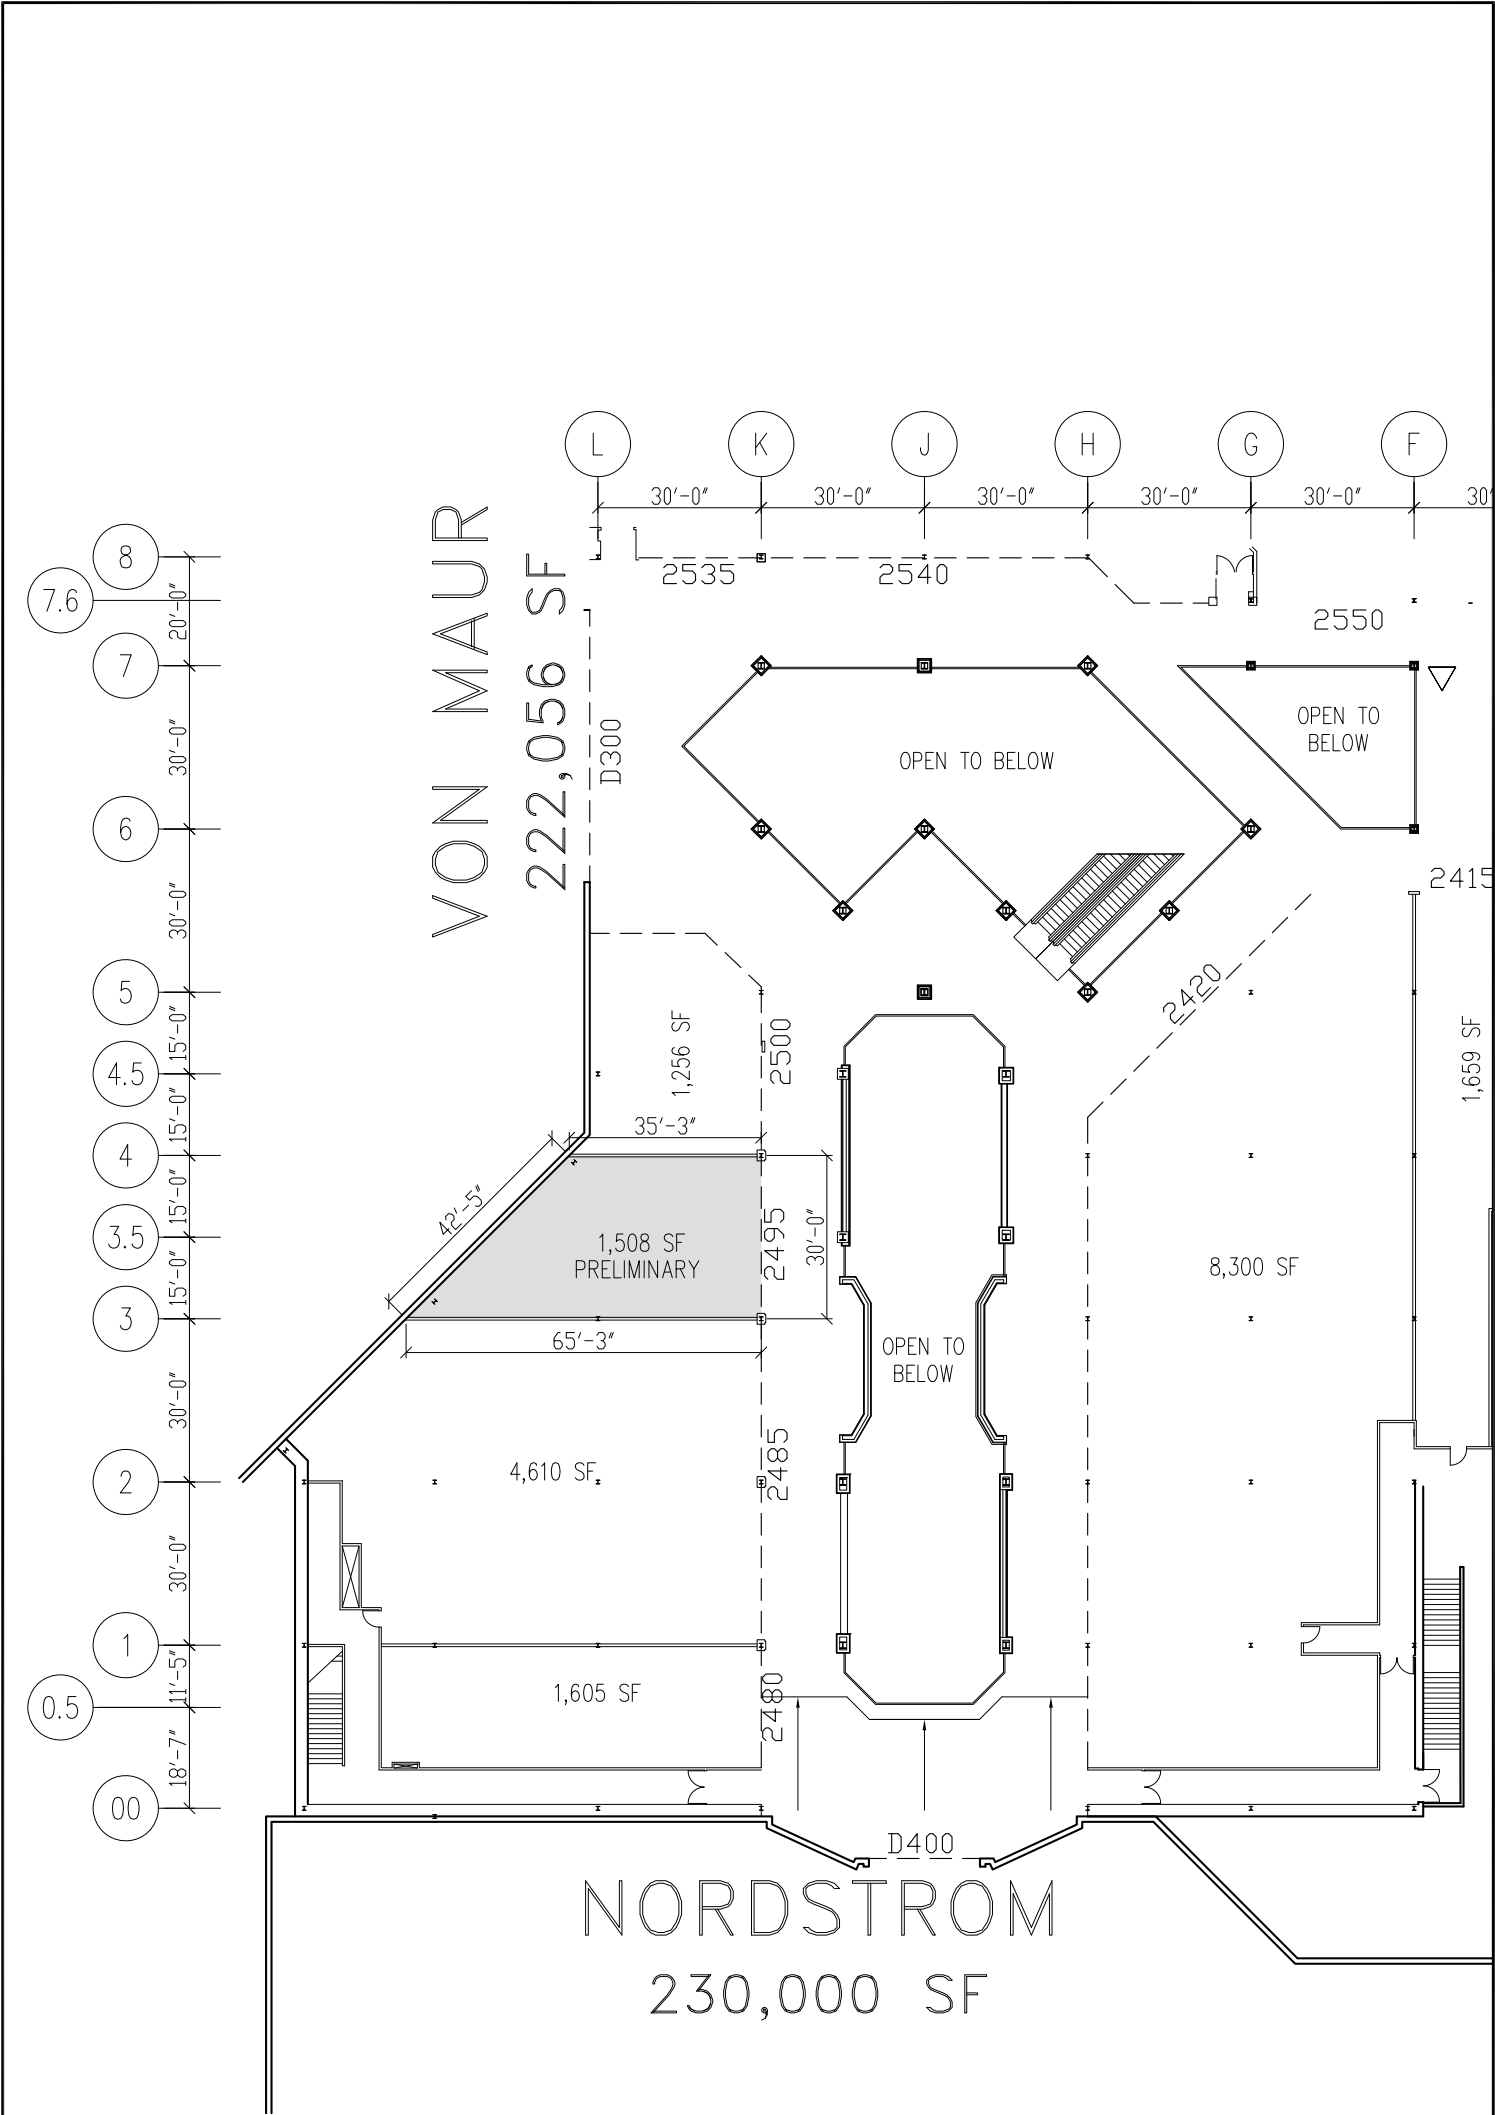 L
K
J
H
G
F
30'-0"
30'-0"
30'-0"
30'-0"
30'-0"
30'
8
7.6
7
6
5
4.5
4
3.5
3
2
1
0.5
00
20'-0"
30'-0"
30'-0"
15'-0"
15'-0"
15'-0"
15'-0"
30'-0"
30'-0"
11'-5"
18'-7"
VON MAUR
222,056 SF
D300
2535
2540
2550
OPEN TO BELOW
OPEN TO
BELOW
2415
2420
1,256 SF
2500
1,659 SF
35'-3"
42'-5"
1,508 SF
PRELIMINARY
2495
30'-0"
65'-3"
8,300 SF
OPEN TO
BELOW
4,610 SF
2485
1,605 SF
2480
D400
NORDSTROM
230,000 SF